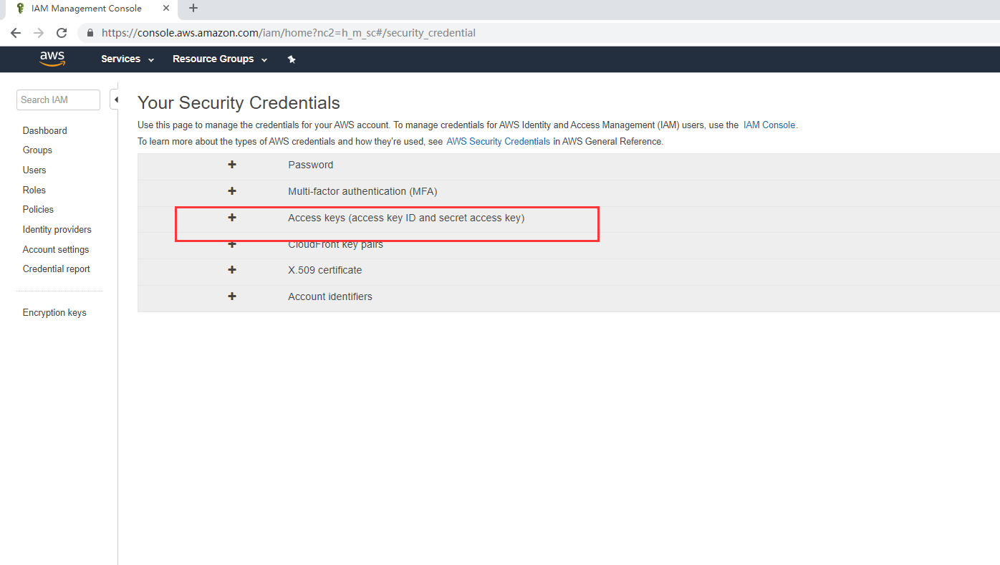 IAM Management Console
https://console.aws.amazon.com/iam/home?nc2=h_m_sc#/security_credential
aws Services Resource Groups
Search IAM
Dashboard
Groups
Users
Roles
Policies
Identity providers
Account settings
Credential report
Encryption keys
Your Security Credentials
Use this page to manage the credentials for your AWS account. To manage credentials for AWS Identity and Access Management (IAM) users, use the IAM Console.
To learn more about the types of AWS credentials and how they're used, see AWS Security Credentials in AWS General Reference.
Password
Multi-factor authentication (MFA)
Access keys (access key ID and secret access key)
CloudFront key pairs
X.509 certificate
Account identifiers